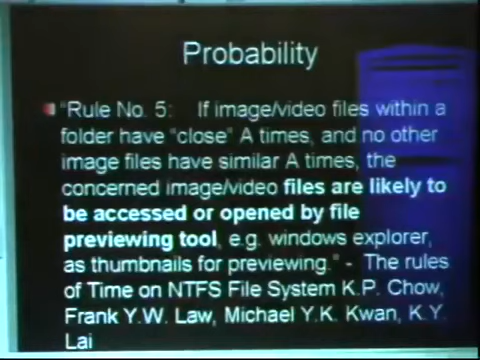 Probability
"Rule No. 5: If image/video files within a
folder have "close" A times, and no other
image files have similar A times, the
concerned image/video files are likely to
be accessed or opened by file
previewing tool, e.g. windows explorer,
as thumbnails for previewing." - The rules
of Time on NTFS File System K.P. Chow,
Frank Y.W. Law, Michael Y.K. Kwan, K.Y.
Lai